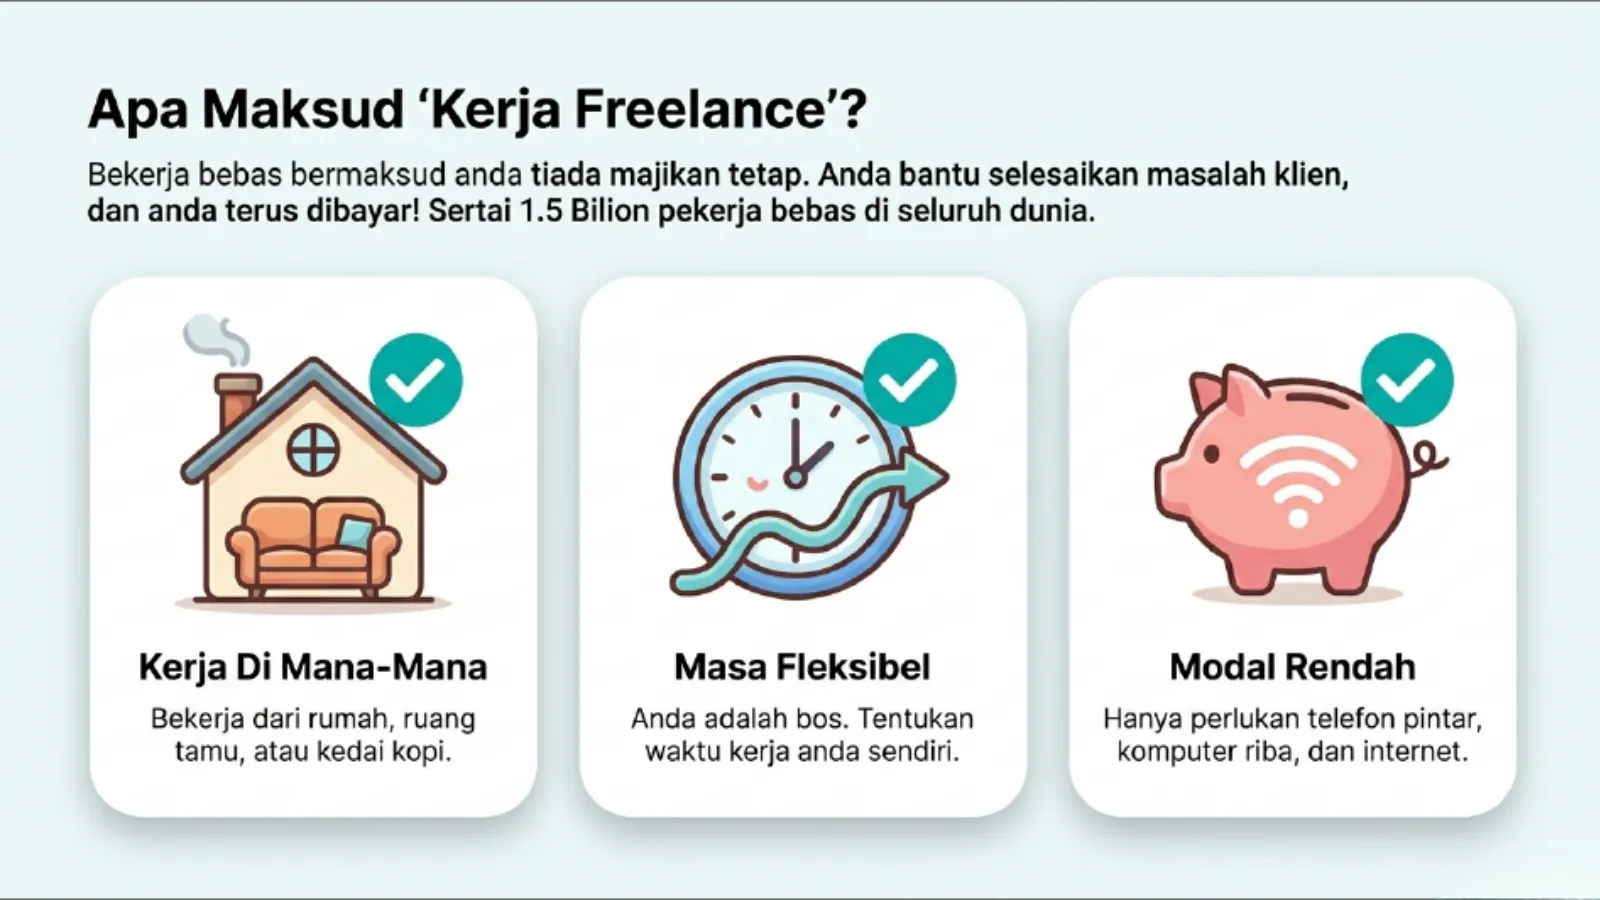 Apa Maksud ‘Kerja Freelance’?
Bekerja bebas bermaksud anda tiada majikan tetap. Anda bantu selesaikan masalah klien,
dan anda terus dibayar! Sertai 1.5 Bilion pekerja bebas di seluruh dunia.
Kerja Di Mana-Mana
Bekerja dari rumah, ruang
tamu, atau kedai kopi.
Masa Fleksibel
Anda adalah bos. Tentukan
waktu kerja anda sendiri.
Modal Rendah
Hanya perlukan telefon pintar,
komputer riba, dan internet.